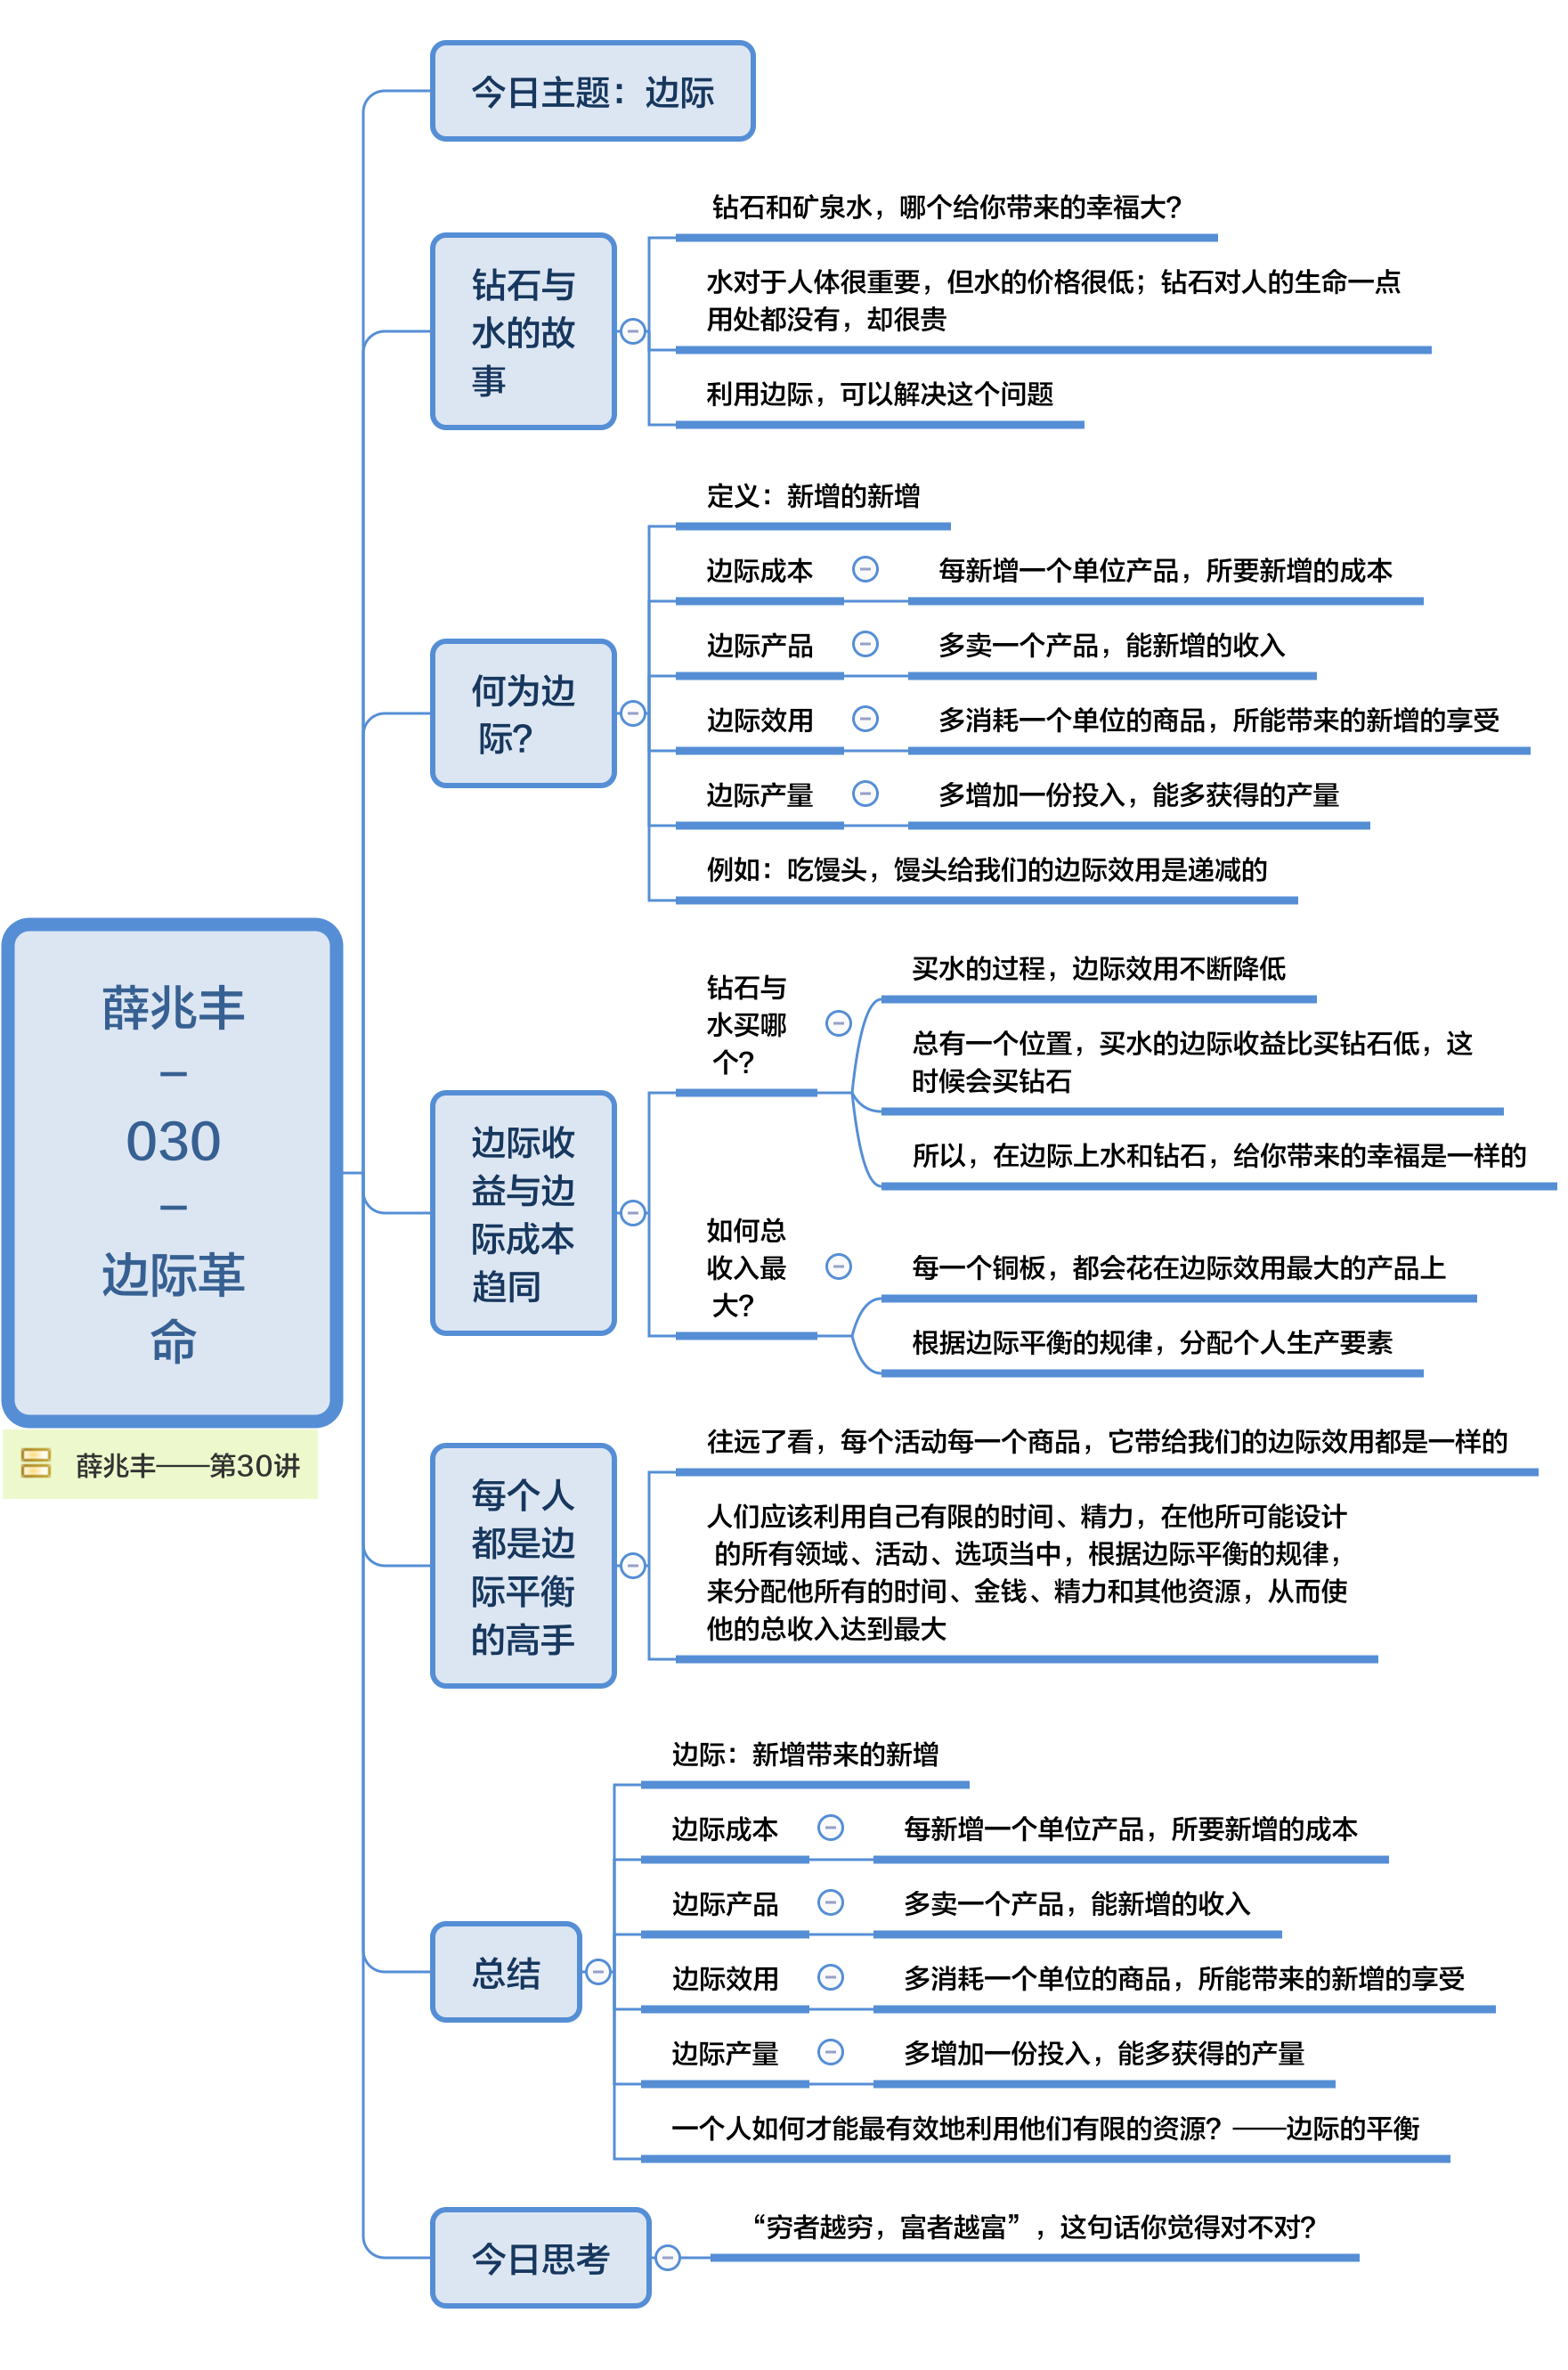 今日主题：边际
钻石与
水的故
事
钻石和矿泉水，哪个给你带来的幸福大？
水对于人体很重要，但水的价格很低；钻石对人的生命一点
用处都没有，却很贵
利用边际，可以解决这个问题
何为边
际？
定义：新增的新增
边际成本
每新增一个单位产品，所要新增的成本
边际产品
多卖一个产品，能新增的收入
边际效用
多消耗一个单位的商品，所能带来的新增的享受
边际产量
多增加一份投入，能多获得的产量
例如：吃馒头，馒头给我们的边际效用是递减的
薛兆丰
–
030
–
边际革
命
薛兆丰——第30讲
边际收
益与边
际成本
趋同
钻石与
水买哪
个？
买水的过程，边际效用不断降低
总有一个位置，买水的边际收益比买钻石低，这
时候会买钻石
所以，在边际上水和钻石，给你带来的幸福是一样的
如何总
收入最
大？
每一个铜板，都会花在边际效用最大的产品上
根据边际平衡的规律，分配个人生产要素
每个人
都是边
际平衡
的高手
往远了看，每个活动每一个商品，它带给我们的边际效用都是一样的
人们应该利用自己有限的时间、精力，在他所可能设计
的所有领域、活动、选项当中，根据边际平衡的规律，
来分配他所有的时间、金钱、精力和其他资源，从而使
他的总收入达到最大
总结
边际：新增带来的新增
边际成本
每新增一个单位产品，所要新增的成本
边际产品
多卖一个产品，能新增的收入
边际效用
多消耗一个单位的商品，所能带来的新增的享受
边际产量
多增加一份投入，能多获得的产量
一个人如何才能最有效地利用他们有限的资源？——边际的平衡
今日思考
“穷者越穷，富者越富”，这句话你觉得对不对？